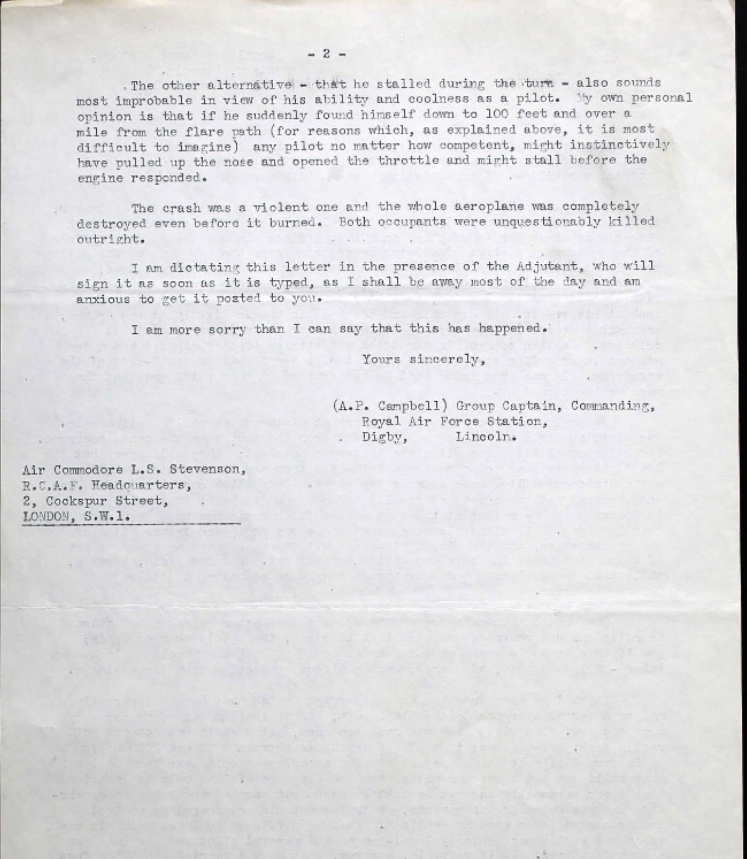 - 2 -
The other alternative - that he stalled during the turn - also sounds
most improbable in view of his ability and coolness as a pilot. My own personal
opinion is that if he suddenly found himself down to 100 feet and over a
mile from the flare path (for reasons which, as explained above, it is most
difficult to imagine) any pilot no matter how competent, might instinctively
have pulled up the nose and opened the throttle and might stall before the
engine responded.
The crash was a violent one and the whole aeroplane was completely
destroyed even before it burned. Both occupants were unquestionably killed
outright.
I am dictating this letter in the presence of the Adjutant, who will
sign it as soon as it is typed, as I shall be away most of the day and am
anxious to get it posted to you.
I am more sorry than I can say that this has happened.
Yours sincerely,
(A.P. Campbell) Group Captain, Commanding,
Royal Air Force Station,
Digby, Lincoln.
Air Commodore L.S. Stevenson,
R.C.A.F. Headquarters,
2, Cockspur Street,
LONDON, S.W.1.